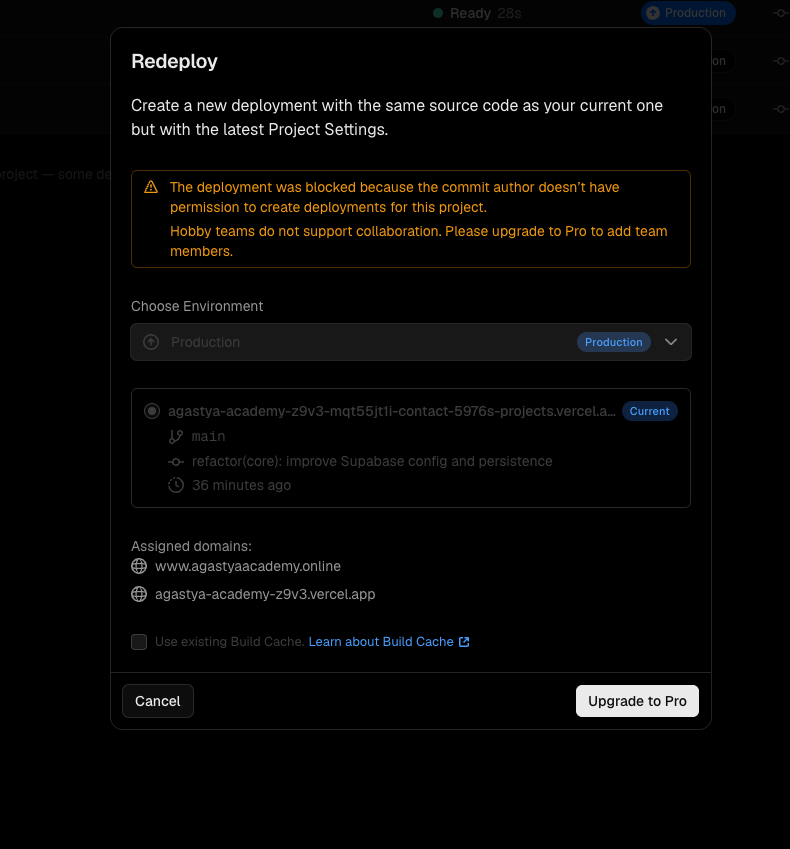 Ready 28s
Production
Redeploy
on
Create a new deployment with the same source code as your current one
on
but with the latest Project Settings.
project — some de
The deployment was blocked because the commit author doesn't have
permission to create deployments for this project.
Hobby teams do not support collaboration. Please upgrade to Pro to add team
members.
Choose Environment
Production Production
agastya-academy-z9v3-mqt55jt1i-contact-5976s-projects.vercel.a... Current
main
refactor(core): improve Supabase config and persistence
36 minutes ago
Assigned domains:
www.agastyaacademy.online
agastya-academy-z9v3.vercel.app
Use existing Build Cache. Learn about Build Cache
Cancel
Upgrade to Pro